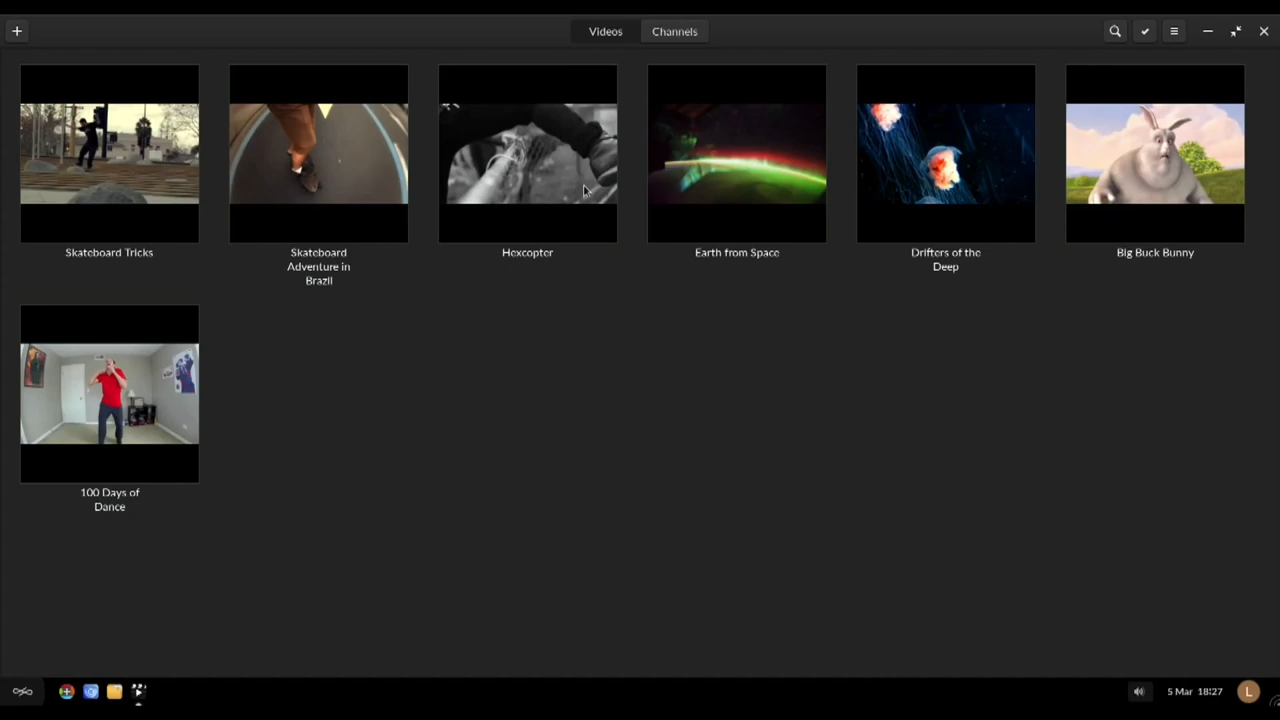 Videos
Channels
Skateboard Tricks
Skateboard
Adventure in
Brazil
Hexcopter
Earth from Space
Drifters of the
Deep
Big Buck Bunny
100 Days of
Dance
5 Mar 18:27
L